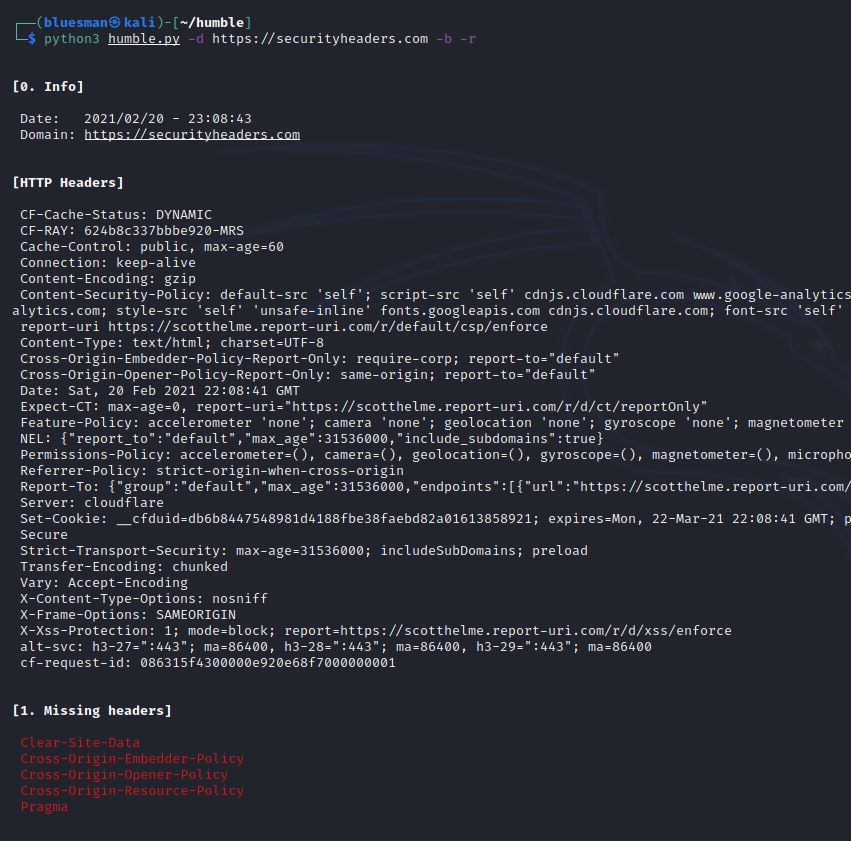 ┌──(bluesman㉿kali)-[~/humble]
└─$ python3 humble.py -d https://securityheaders.com -b -r
[0. Info]
Date:   2021/02/20 - 23:08:43
Domain: https://securityheaders.com
[HTTP Headers]
CF-Cache-Status: DYNAMIC
CF-RAY: 624b8c337bbbe920-MRS
Cache-Control: public, max-age=60
Connection: keep-alive
Content-Encoding: gzip
Content-Security-Policy: default-src 'self'; script-src 'self' cdnjs.cloudflare.com www.google-analytics
alytics.com; style-src 'self' 'unsafe-inline' fonts.googleapis.com cdnjs.cloudflare.com; font-src 'self'
report-uri https://scotthelme.report-uri.com/r/default/csp/enforce
Content-Type: text/html; charset=UTF-8
Cross-Origin-Embedder-Policy-Report-Only: require-corp; report-to="default"
Cross-Origin-Opener-Policy-Report-Only: same-origin; report-to="default"
Date: Sat, 20 Feb 2021 22:08:41 GMT
Expect-CT: max-age=0, report-uri="https://scotthelme.report-uri.com/r/d/ct/reportOnly"
Feature-Policy: accelerometer 'none'; camera 'none'; geolocation 'none'; gyroscope 'none'; magnetometer
NEL: {"report_to":"default","max_age":31536000,"include_subdomains":true}
Permissions-Policy: accelerometer=(), camera=(), geolocation=(), gyroscope=(), magnetometer=(), micropho
Referrer-Policy: strict-origin-when-cross-origin
Report-To: {"group":"default","max_age":31536000,"endpoints":[{"url":"https://scotthelme.report-uri.com/
Server: cloudflare
Set-Cookie: __cfduid=db6b8447548981d4188fbe38faebd82a01613858921; expires=Mon, 22-Mar-21 22:08:41 GMT; p
Secure
Strict-Transport-Security: max-age=31536000; includeSubDomains; preload
Transfer-Encoding: chunked
Vary: Accept-Encoding
X-Content-Type-Options: nosniff
X-Frame-Options: SAMEORIGIN
X-Xss-Protection: 1; mode=block; report=https://scotthelme.report-uri.com/r/d/xss/enforce
alt-svc: h3-27=":443"; ma=86400, h3-28=":443"; ma=86400, h3-29=":443"; ma=86400
cf-request-id: 086315f4300000e920e68f7000000001
[1. Missing headers]
Clear-Site-Data
Cross-Origin-Embedder-Policy
Cross-Origin-Opener-Policy
Cross-Origin-Resource-Policy
Pragma